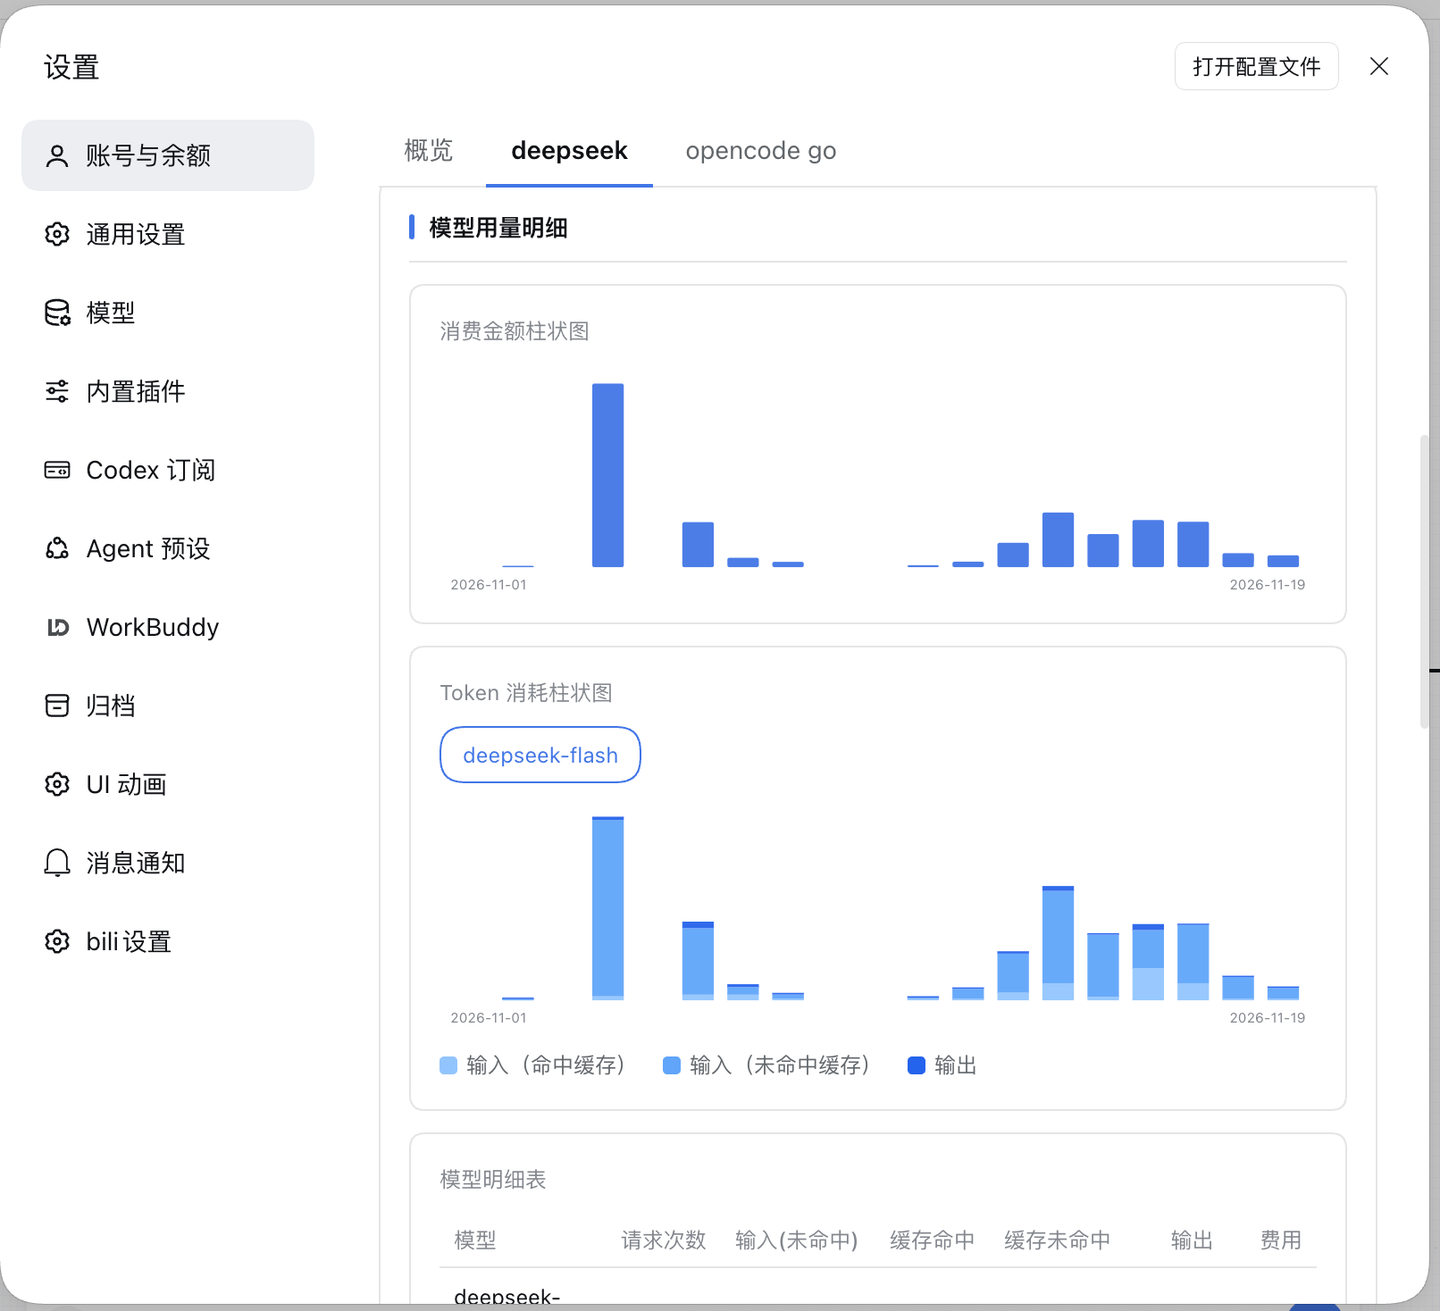 设置
打开配置文件
账号与余额
通用设置
模型
内置插件
Codex 订阅
Agent 预设
WorkBuddy
归档
UI 动画
消息通知
bili设置
概览
deepseek
opencode go
模型用量明细
消费金额柱状图
2026-11-01
2026-11-19
Token 消耗柱状图
deepseek-flash
2026-11-01
2026-11-19
输入（命中缓存）
输入（未命中缓存）
输出
模型明细表
模型 请求次数 输入(未命中) 缓存命中 缓存未命中 输出 费用
deepseek-